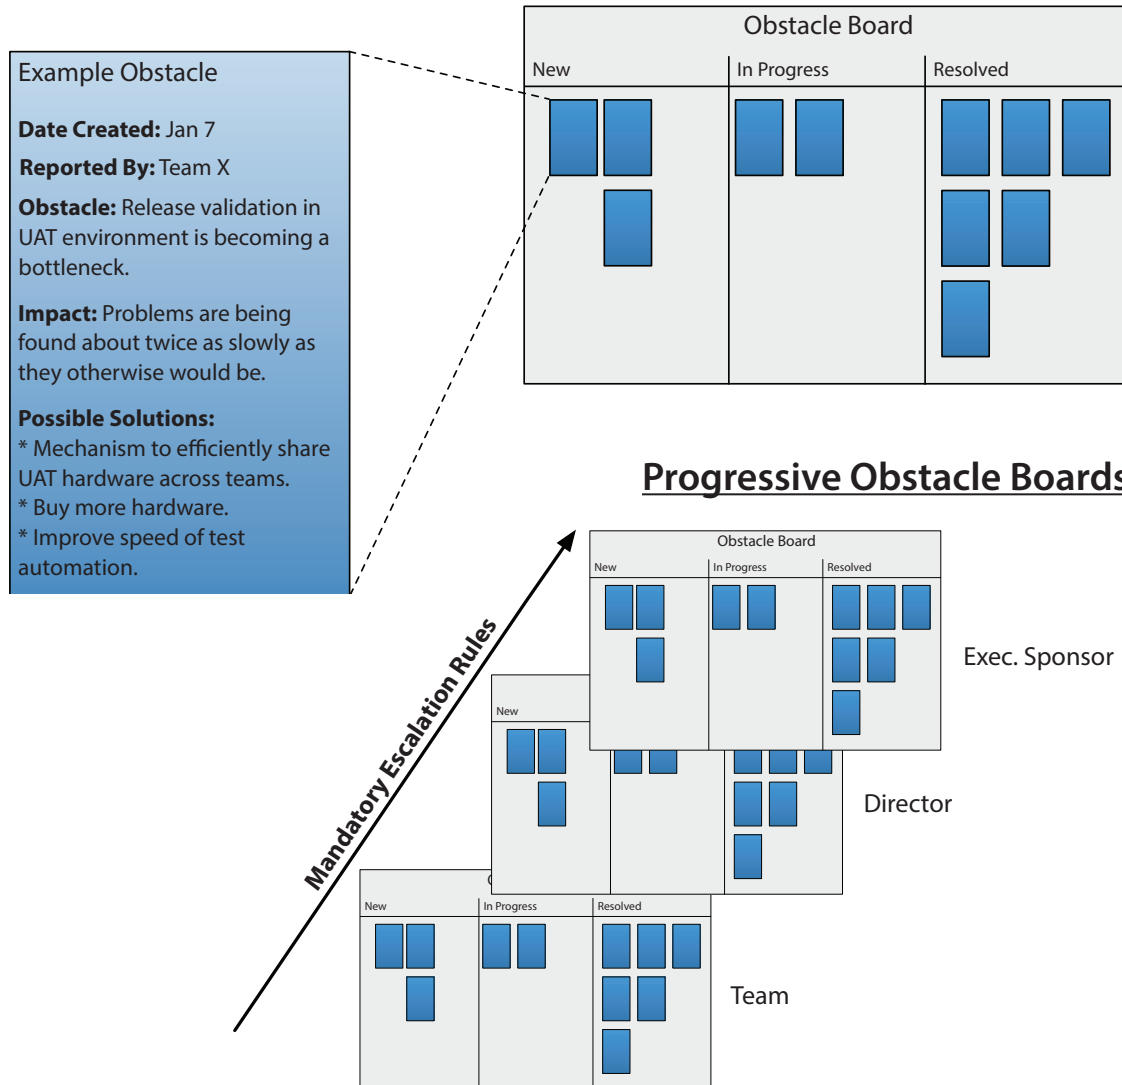 Obstacle Board
New
In Progress
Resolved
Example Obstacle
Date Created: Jan 7
Reported By: Team X
Obstacle: Release validation in
UAT environment is becoming a
bottleneck.
Impact: Problems are being
found about twice as slowly as
they otherwise would be.
Possible Solutions:
* Mechanism to efficiently share
UAT hardware across teams.
* Buy more hardware.
* Improve speed of test
automation.
Progressive Obstacle Boards
Mandatory Escalation Rules
Obstacle Board
New
In Progress
Resolved
Exec. Sponsor
New
Director
New
In Progress
Resolved
Team